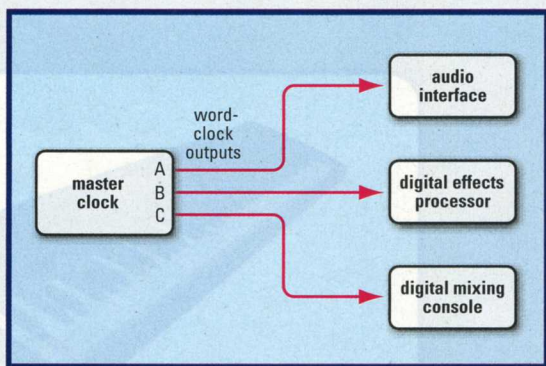 word-
clock
outputs
master
clock
A
B
C
audio
interface
digital effects
processor
digital mixing
console